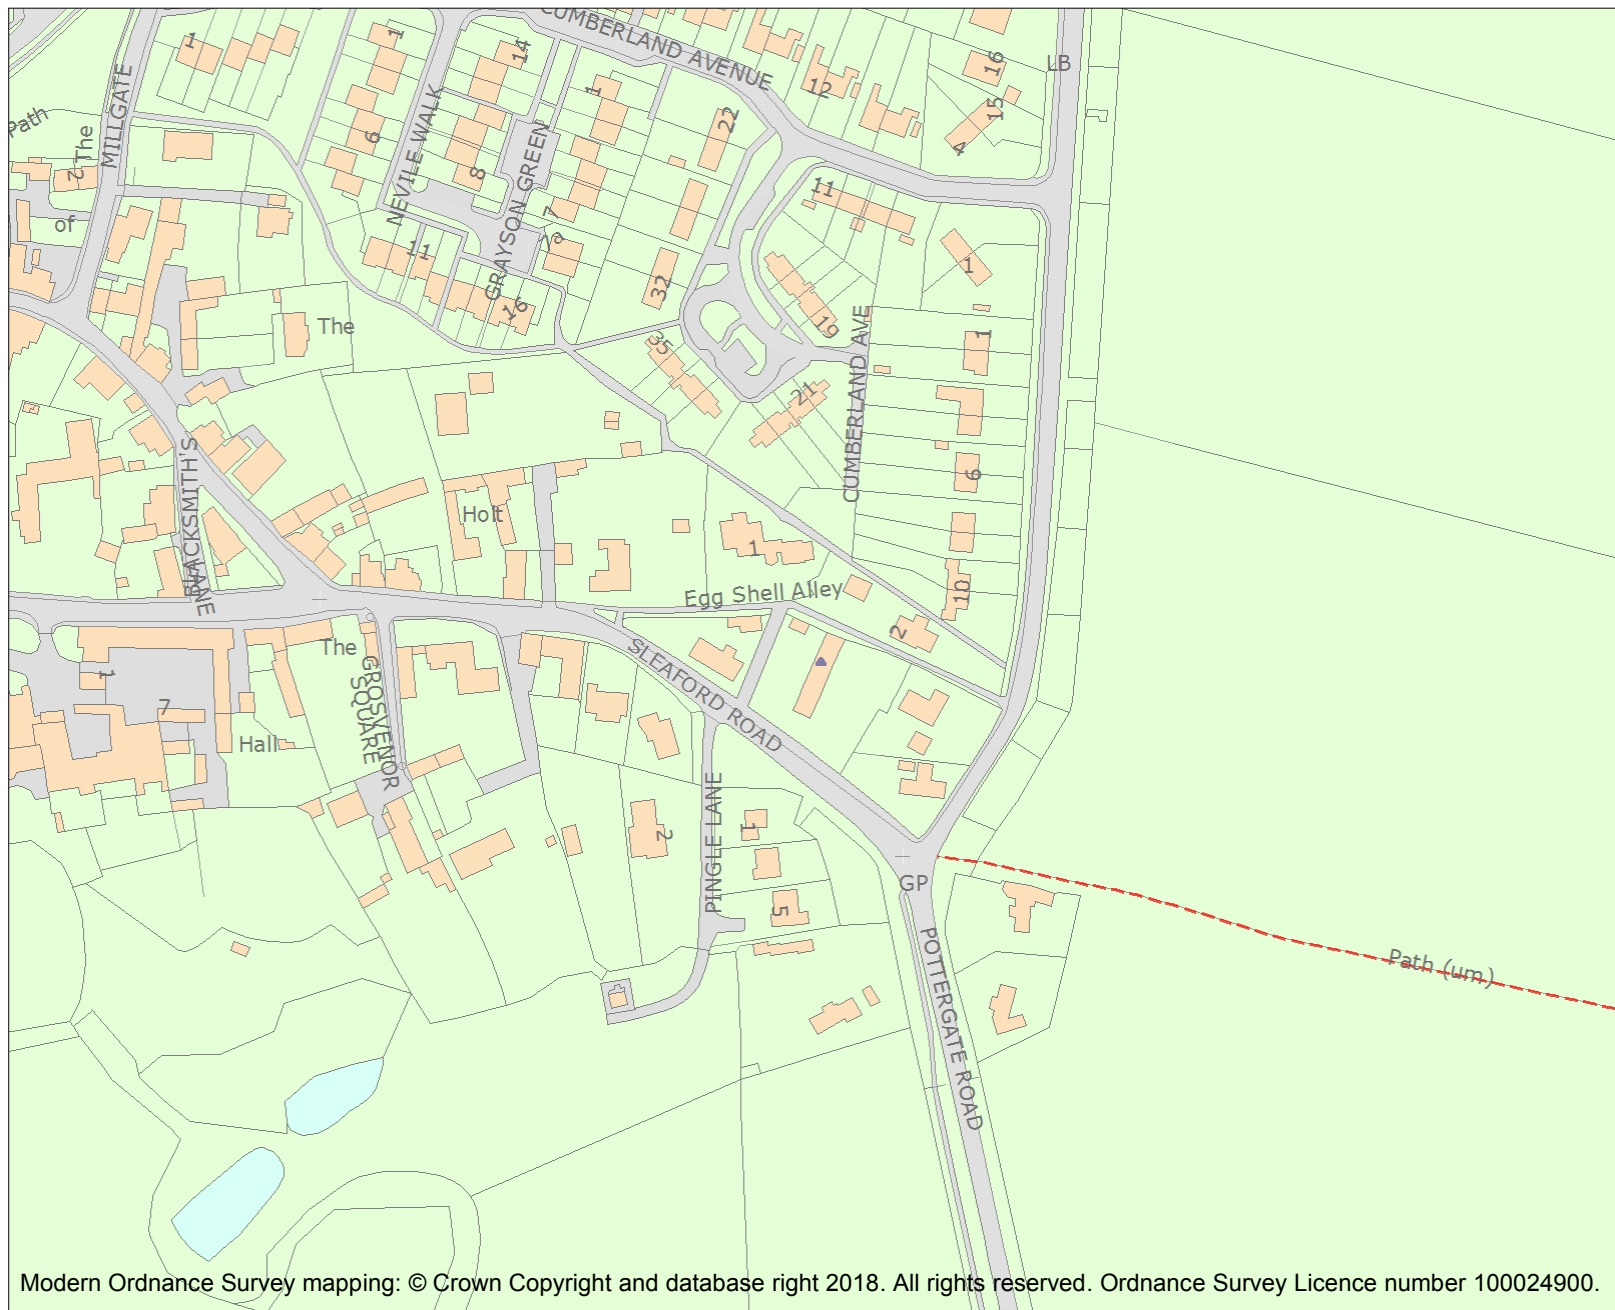 CUMBERLAND AVENUE
1
1
14
16
LB
12
1
15
MILLGATE
Path
The
22
6
4
NEVILE WALK
GRAYSON GREEN
2
8
11
of
7
7a
11
1
32
16
The
19
1
35
CUMBERLAND AVE
21
BLACKSMITH'S
LANE
9
Holt
1
10
Egg Shell Alley
2
The
SLEAFORD ROAD
GROSVENOR
SQUARE
1
7
Hall
PINGLE LANE
2
1
5
GP
POTTERGATE ROAD
Path (um)
Modern Ordnance Survey mapping: © Crown Copyright and database right 2018. All rights reserved. Ordnance Survey Licence number 100024900.